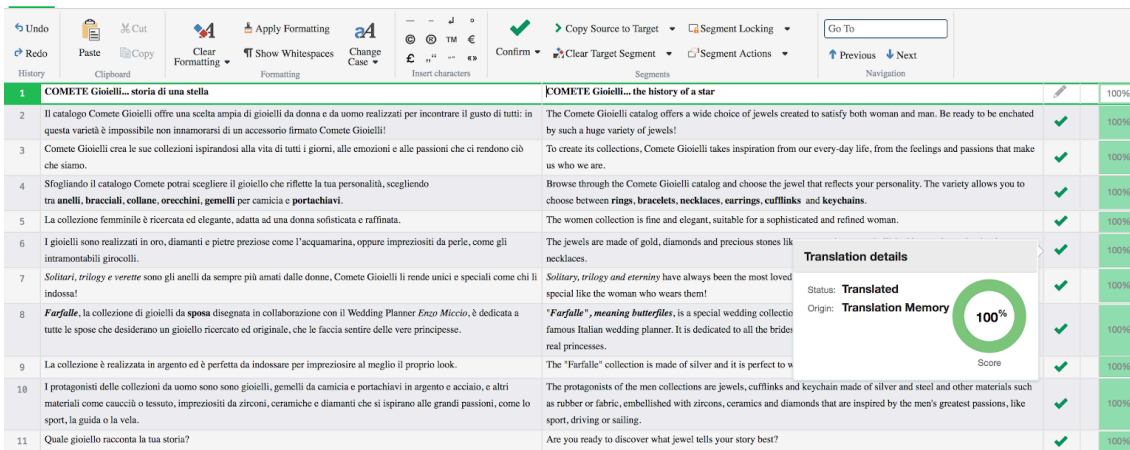 Undo
Redo
History
Paste
Cut
Copy
Clipboard
Clear
Formatting
Apply Formatting
Show Whitespaces
Change
Case
Formatting
© ® TM €
£ „“ «»
Insert characters
Confirm
Copy Source to Target
Clear Target Segment
Segment Locking
Segment Actions
Segments
Go To
Previous Next
Navigation
1 COMETE Gioielli... storia di una stella
COMETE Gioielli... the history of a star
100%
2 Il catalogo Comete Gioielli offre una scelta ampia di gioielli da donna e da uomo realizzati per incontrare il gusto di tutti: in
questa varietà è impossibile non innamorarsi di un accessorio firmato Comete Gioielli!
The Comete Gioielli catalog offers a wide choice of jewels created to satisfy both woman and man. Be ready to be enchated
by such a huge variety of jewels!
100%
3 Comete Gioielli crea le sue collezioni ispirandosi alla vita di tutti i giorni, alle emozioni e alle passioni che ci rendono ciò
che siamo.
To create its collections, Comete Gioielli takes inspiration from our every-day life, from the feelings and passions that make
us who we are.
100%
4 Sfogliando il catalogo Comete potrai scegliere il gioiello che riflette la tua personalità, scegliendo
tra anelli, bracciali, collane, orecchini, gemelli per camicia e portachiavi.
Browse through the Comete Gioielli catalog and choose the jewel that reflects your personality. The variety allows you to
choose between rings, bracelets, necklaces, earrings, cufflinks and keychains.
100%
5 La collezione femminile è ricercata ed elegante, adatta ad una donna sofisticata e raffinata.
The women collection is fine and elegant, suitable for a sophisticated and refined woman.
100%
6 I gioielli sono realizzati in oro, diamanti e pietre preziose come l'acquamarina, oppure impreziositi da perle, come gli
intramontabili girocolli.
The jewels are made of gold, diamonds and precious stones
necklaces.
100%
7 Solitari, trilogy e verette sono gli anelli da sempre più amati dalle donne, Comete Gioielli li rende unici e speciali come chi li
indossa!
Solitary, trilogy and eterniny have always been the most loved
special like the woman who wears them!
100%
8 Farfalle, la collezione di gioielli da sposa disegnata in collaborazione con il Wedding Planner Enzo Miccio, è dedicata a
tutte le spose che desiderano un gioiello ricercato ed originale, che le faccia sentire delle vere principesse.
"Farfalle", meaning butterfiles, is a special wedding
famous Italian wedding planner. It is dedicated to all the
real princesses.
100%
9 La collezione è realizzata in argento ed è perfetta da indossare per impreziosire al meglio il proprio look.
The "Farfalle" collection is made of silver and it is perfect to
100%
10 I protagonisti delle collezioni da uomo sono sono gioielli, gemelli da camicia e portachiavi in argento e acciaio, e altri
materiali come caucciù o tessuto, impreziositi da zirconi, ceramiche e diamanti che si ispirano alle grandi passioni, come lo
sport, la guida o la vela.
The protagonists of the men collections are jewels, cufflinks and keychain made of silver and steel and other materials such
as rubber or fabric, embellished with zircons, ceramics and diamonds that are inspired by the men's greatest passions, like
sport, driving or sailing.
100%
11 Quale gioiello racconta la tua storia?
Are you ready to discover what jewel tells your story best?
100%
Translation details
Status: Translated
Origin: Translation Memory
100%
Score